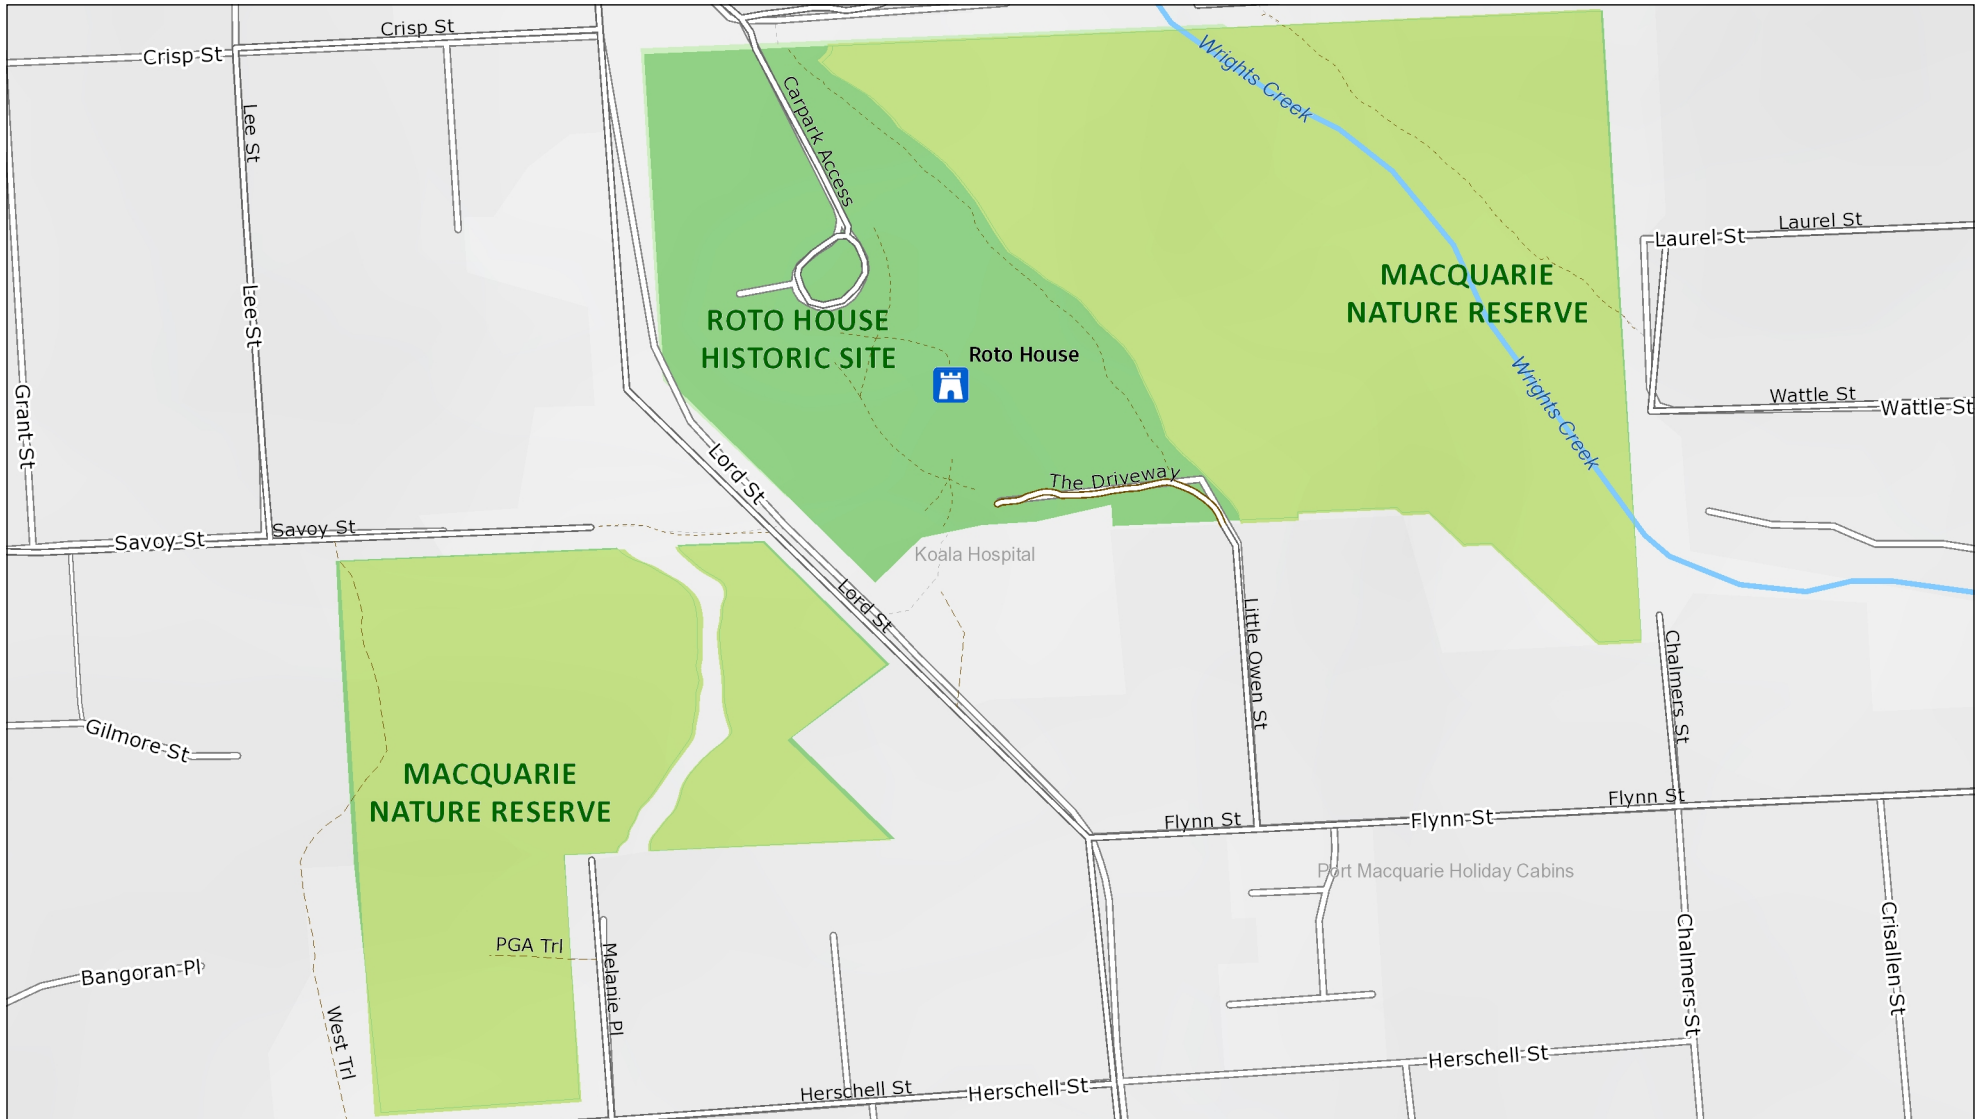 Crisp St
Crisp St
Lee St
Lee St
Grant St
Carpark Access
Wrights Creek
Laurel St
Laurel St
MACQUARIE
NATURE RESERVE
ROTO HOUSE
HISTORIC SITE
Roto House
Wattle St
Wattle St
Wrights Creek
Lord St
The Driveway
Savoy St
Savoy St
Koala Hospital
Lord St
Little Owen St
Chalmers St
Gilmore St
MACQUARIE
NATURE RESERVE
Flynn St
Flynn St
Flynn St
Port Macquarie Holiday Cabins
PGA Trl
Melanie Pl
Bangoran Pl
West Trl
Chalmers St
Crisallen St
Herschell St
Herschell St
Herschell St